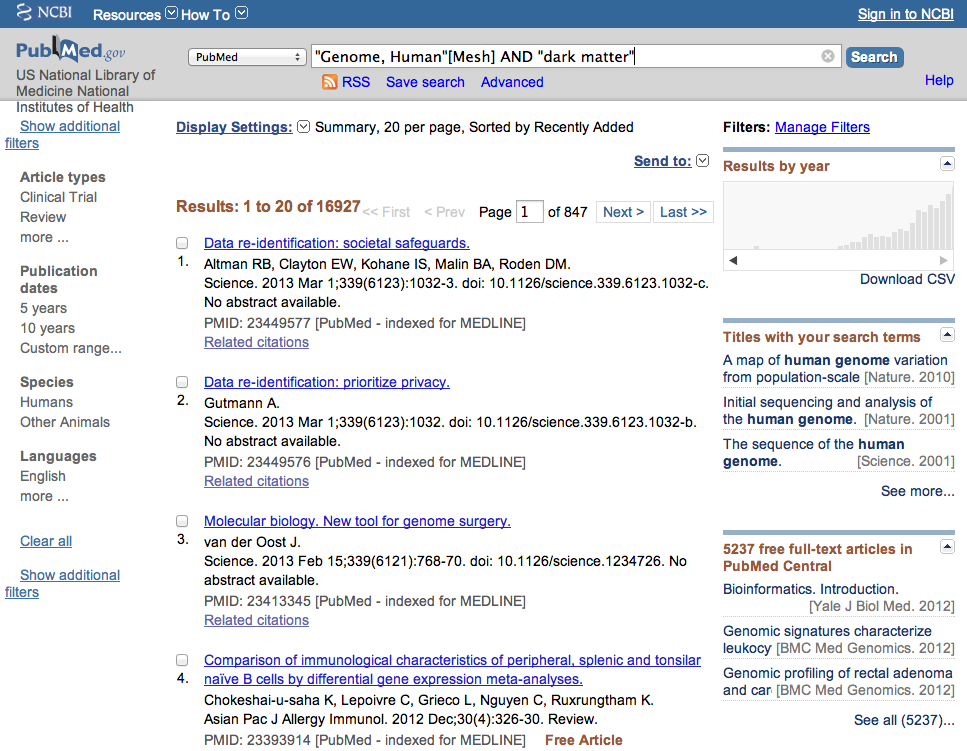 NCBI Resources How To Sign in to NCBI
PubMed.gov
US National Library of
Medicine National
Institutes of Health
PubMed "Genome, Human"[Mesh] AND "dark matter" Search
RSS Save search Advanced Help
Show additional
filters
Article types
Clinical Trial
Review
more ...
Publication
dates
5 years
10 years
Custom range...
Species
Humans
Other Animals
Languages
English
more ...
Clear all
Show additional
filters
Display Settings: Summary, 20 per page, Sorted by Recently Added
Send to:
Results: 1 to 20 of 16927 << First < Prev Page 1 of 847 Next > Last >>
Data re-identification: societal safeguards.
1. Altman RB, Clayton EW, Kohane IS, Malin BA, Roden DM.
Science. 2013 Mar 1;339(6123):1032-3. doi: 10.1126/science.339.6123.1032-c.
No abstract available.
PMID: 23449577 [PubMed - indexed for MEDLINE]
Related citations
Data re-identification: prioritize privacy.
2. Gutmann A.
Science. 2013 Mar 1;339(6123):1032. doi: 10.1126/science.339.6123.1032-b.
No abstract available.
PMID: 23449576 [PubMed - indexed for MEDLINE]
Related citations
Molecular biology. New tool for genome surgery.
3. van der Oost J.
Science. 2013 Feb 15;339(6121):768-70. doi: 10.1126/science.1234726. No
abstract available.
PMID: 23413345 [PubMed - indexed for MEDLINE]
Related citations
Comparison of immunological characteristics of peripheral, splenic and tonsilar
4. naïve B cells by differential gene expression meta-analyses.
Chokeshai-u-saha K, Lepoivre C, Grieco L, Nguyen C, Ruxrungtham K.
Asian Pac J Allergy Immunol. 2012 Dec;30(4):326-30. Review.
PMID: 23393914 [PubMed - indexed for MEDLINE] Free Article
Filters: Manage Filters
Results by year
Download CSV
Titles with your search terms
A map of human genome variation
from population-scale [Nature. 2010]
Initial sequencing and analysis of
the human genome. [Nature. 2001]
The sequence of the human
genome. [Science. 2001]
See more...
5237 free full-text articles in
PubMed Central
Bioinformatics. Introduction.
[Yale J Biol Med. 2012]
Genomic signatures characterize
leukocy [BMC Med Genomics. 2012]
Genomic profiling of rectal adenoma
and car [BMC Med Genomics. 2012]
See all (5237)...